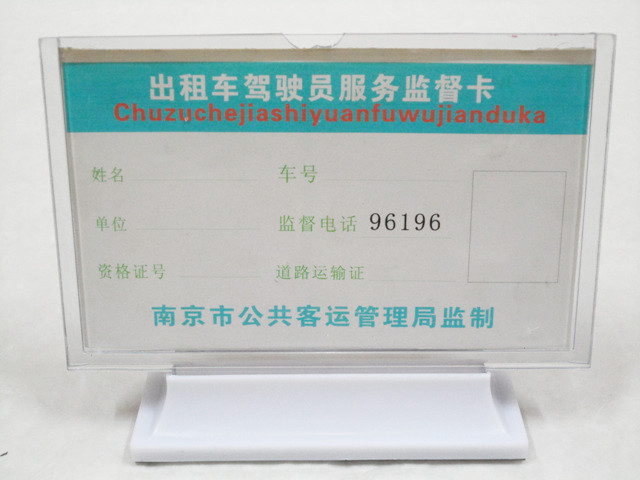 出租车驾驶员服务监督卡
Chuzuchejiashiyuanfuwujianduka
姓名 车号
单位 监督电话 96196
资格证号 道路运输证
南京市公共客运管理局监制